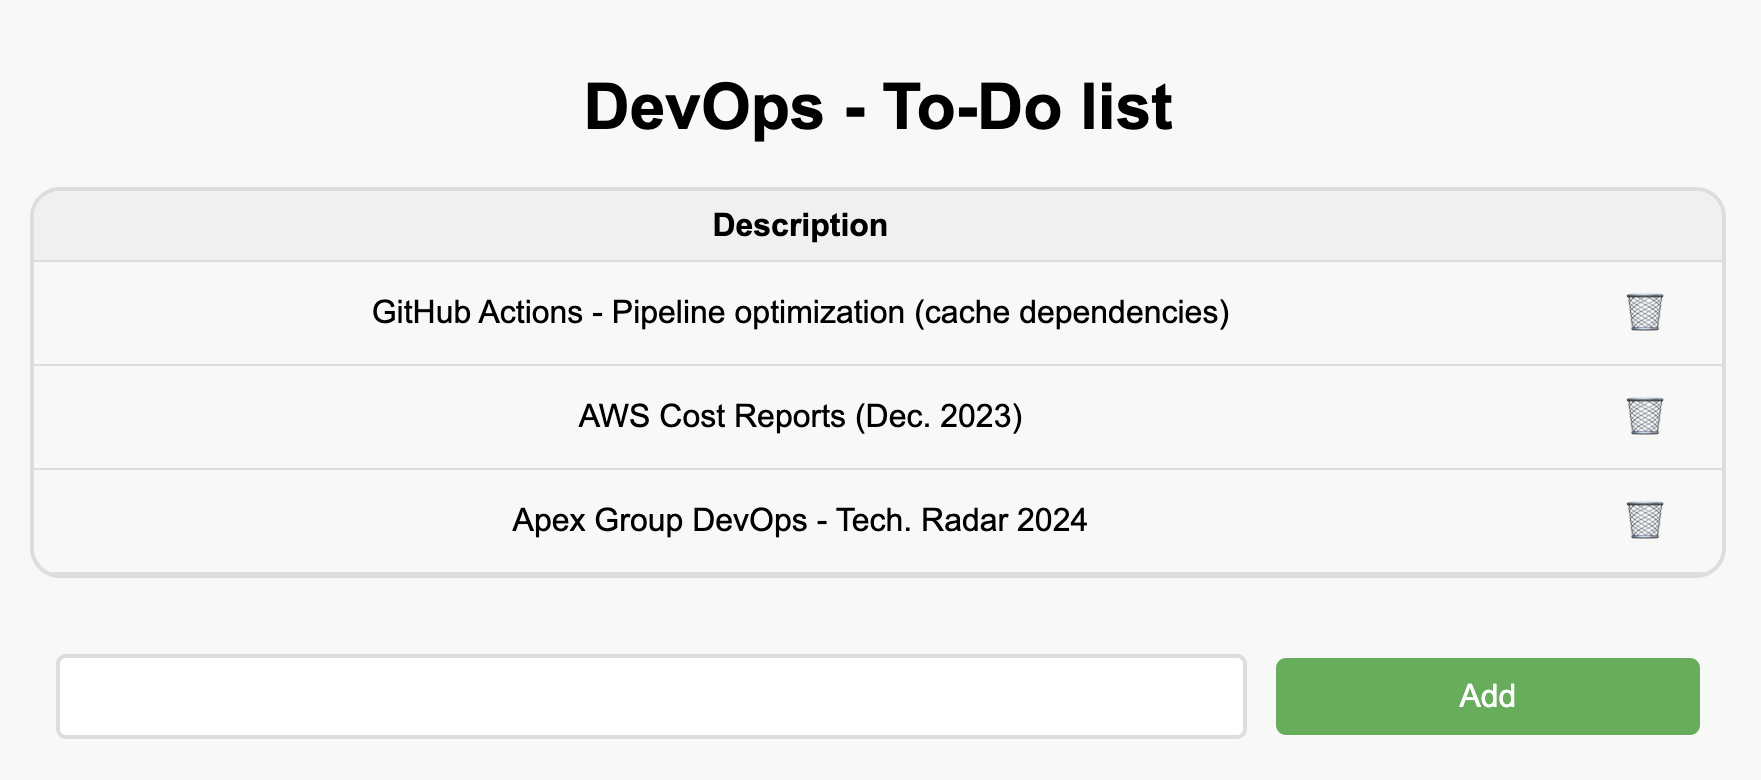 DevOps - To-Do list
Description
GitHub Actions - Pipeline optimization (cache dependencies)
AWS Cost Reports (Dec. 2023)
Apex Group DevOps - Tech. Radar 2024
Add